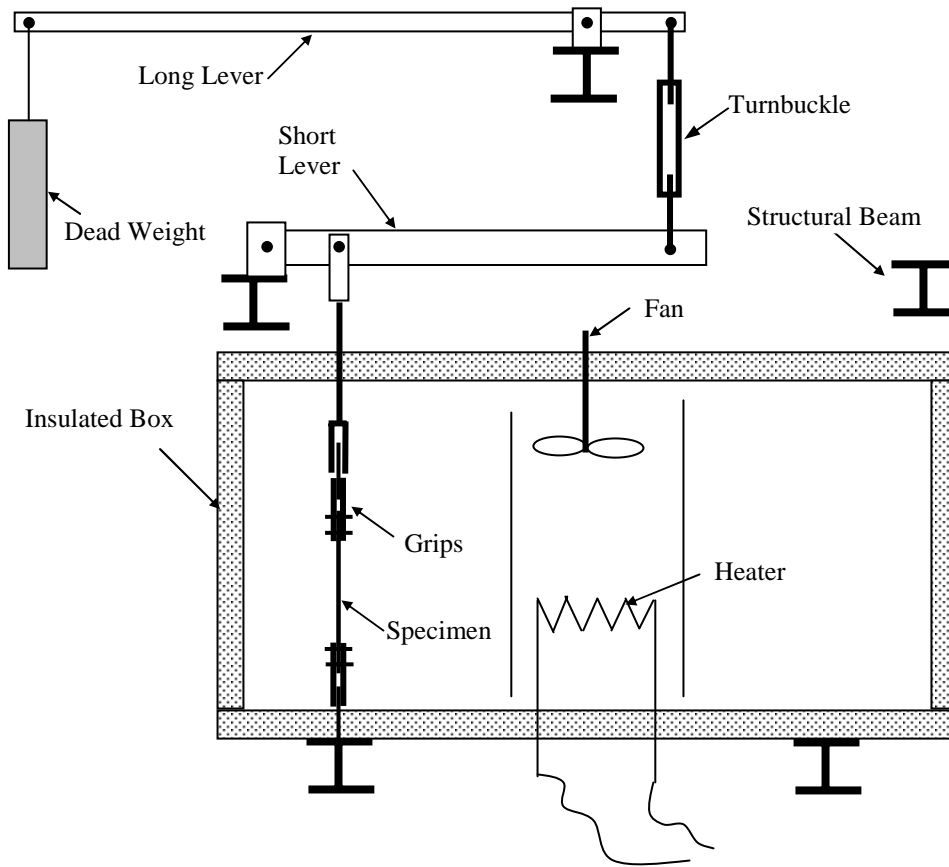 Long Lever
Turnbuckle
Short
Lever
Dead Weight
Structural Beam
Fan
Insulated Box
Grips
Heater
Specimen